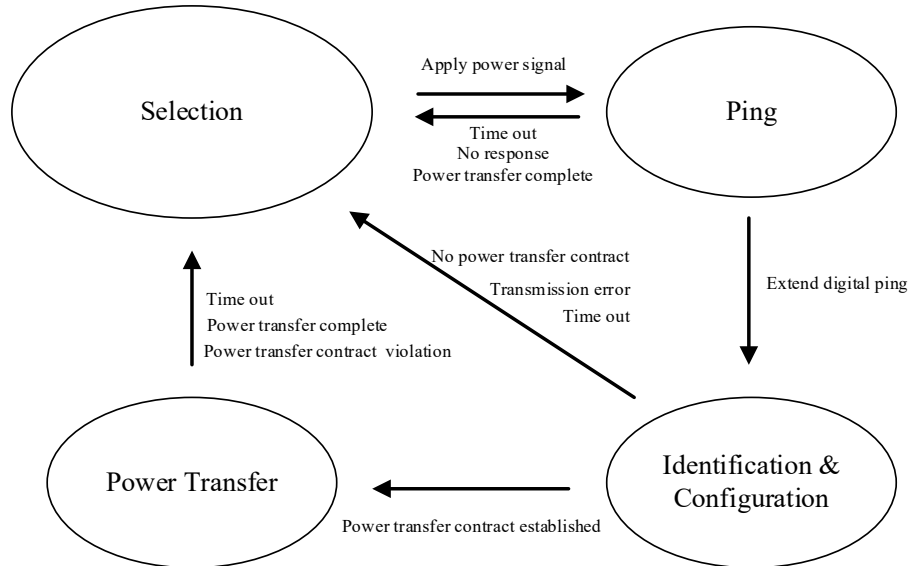 Apply power signal
Selection
Ping
Time out
No response
Power transfer complete
No power transfer contract
Transmission error
Time out
Extend digital ping
Time out
Power transfer complete
Power transfer contract violation
Power Transfer
Identification &
Configuration
Power transfer contract established